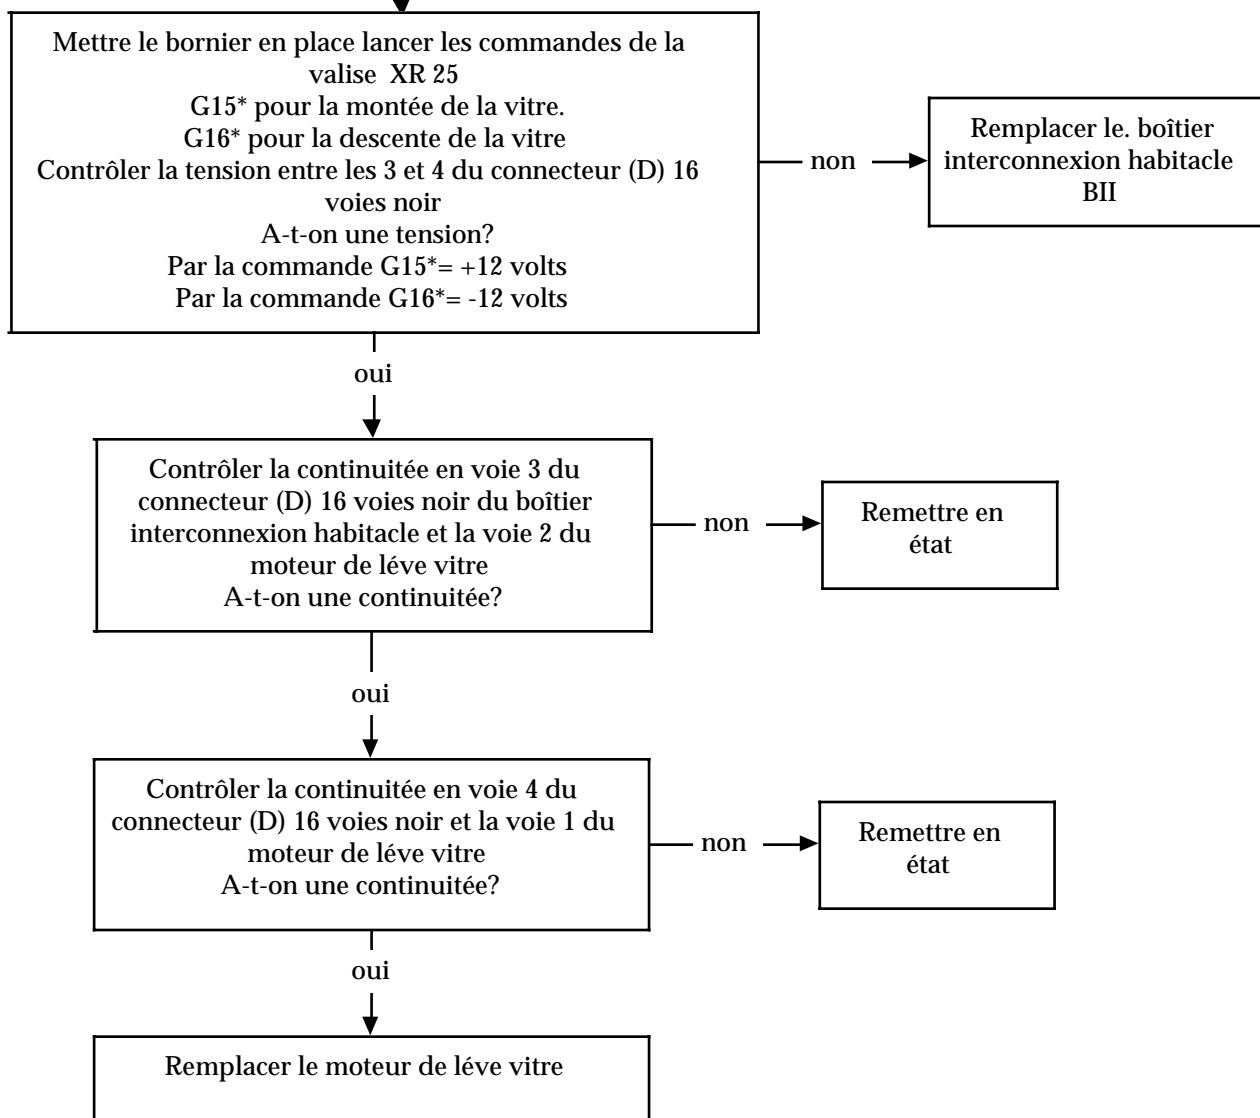 Mettre le bornier en place lancer les commandes de la
valise XR 25
G15* pour la montée de la vitre.
G16* pour la descente de la vitre
Contrôler la tension entre les 3 et 4 du connecteur (D) 16
voies noir
A-t-on une tension?
Par la commande G15*= +12 volts
Par la commande G16*= -12 volts
non
Remplacer le. boîtier
interconnexion habitacle
BII
oui
Contrôler la continuitée en voie 3 du
connecteur (D) 16 voies noir du boîtier
interconnexion habitacle et la voie 2 du
moteur de léve vitre
A-t-on une continuitée?
non
Remettre en
état
oui
Contrôler la continuitée en voie 4 du
connecteur (D) 16 voies noir et la voie 1 du
moteur de léve vitre
A-t-on une continuitée?
non
Remettre en
état
oui
Remplacer le moteur de léve vitre